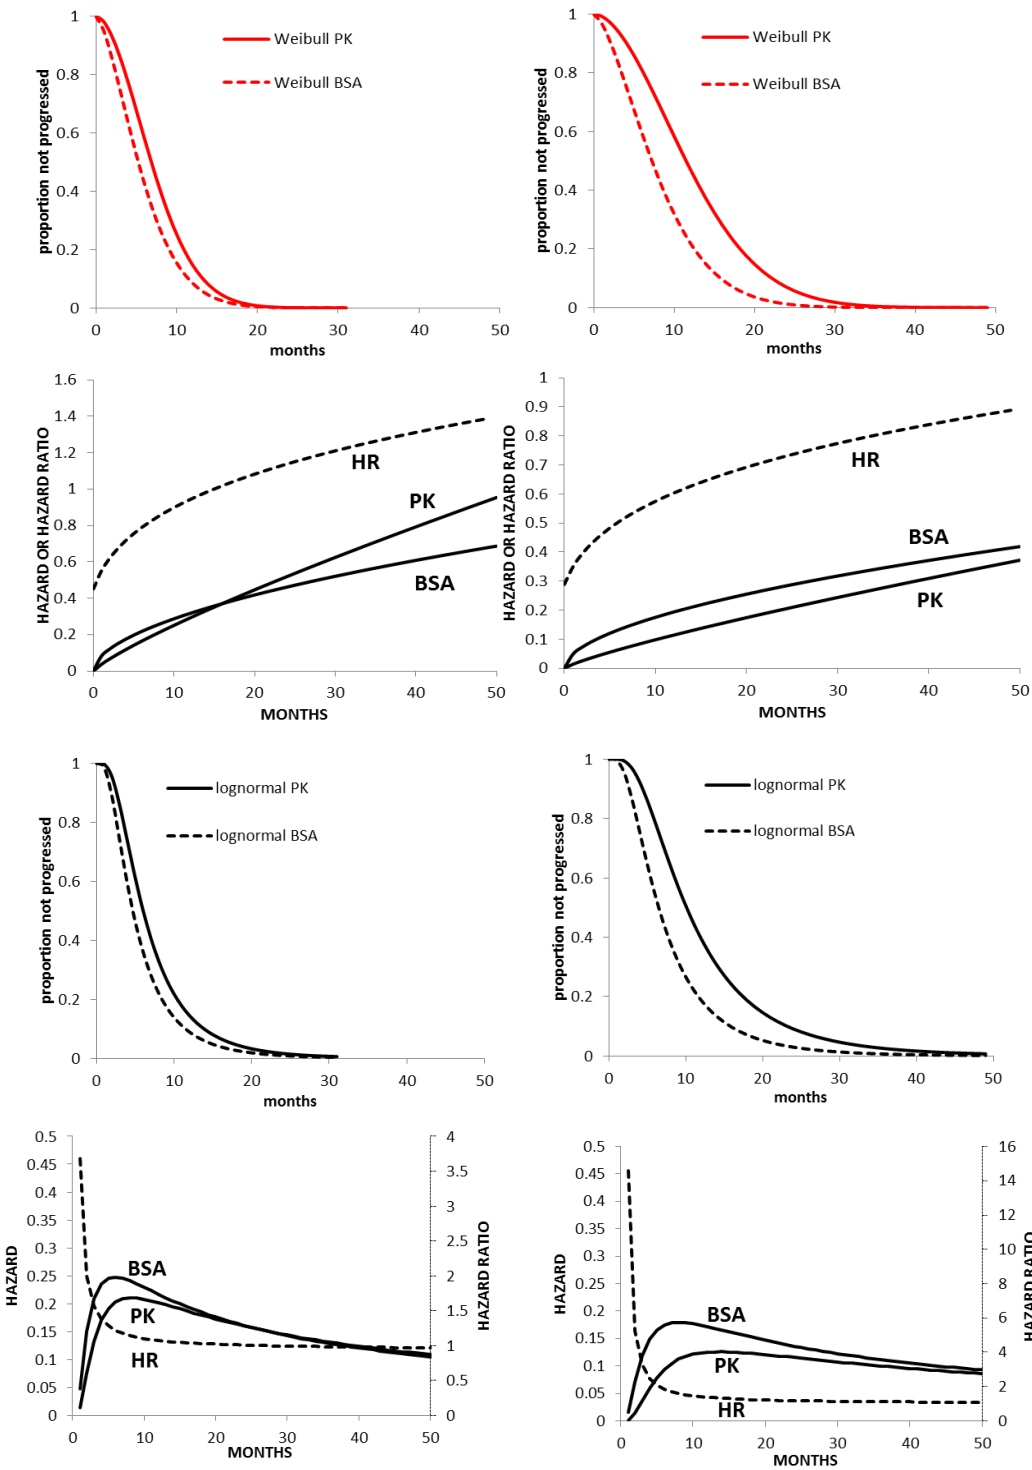 proportion not progressed
1
0.8
0.6
0.4
0.2
0
0 10 20 30 40 50
months
Weibull PK
Weibull BSA
proportion not progressed
1
0.8
0.6
0.4
0.2
0
0 10 20 30 40 50
months
Weibull PK
Weibull BSA
HAZARD OR HAZARD RATIO
1.6
1.4
1.2
1
0.8
0.6
0.4
0.2
0
0 10 20 30 40 50
MONTHS
HR
PK
BSA
HAZARD OR HAZARD RATIO
1
0.9
0.8
0.7
0.6
0.5
0.4
0.3
0.2
0.1
0
0 10 20 30 40 50
MONTHS
HR
BSA
PK
proportion not progressed
1
0.8
0.6
0.4
0.2
0
0 10 20 30 40 50
months
lognormal PK
lognormal BSA
proportion not progressed
1
0.8
0.6
0.4
0.2
0
0 10 20 30 40 50
months
lognormal PK
lognormal BSA
HAZARD
0.5
0.45
0.4
0.35
0.3
0.25
0.2
0.15
0.1
0.05
0
0 10 20 30 40 50
MONTHS
BSA
PK
HR
4
3.5
3
2.5
2
1.5
1
0.5
0
HAZARD RATIO
HAZARD
0.5
0.45
0.4
0.35
0.3
0.25
0.2
0.15
0.1
0.05
0
0 10 20 30 40 50
MONTHS
BSA
PK
HR
16
14
12
10
8
6
4
2
0
HAZARD RATIO